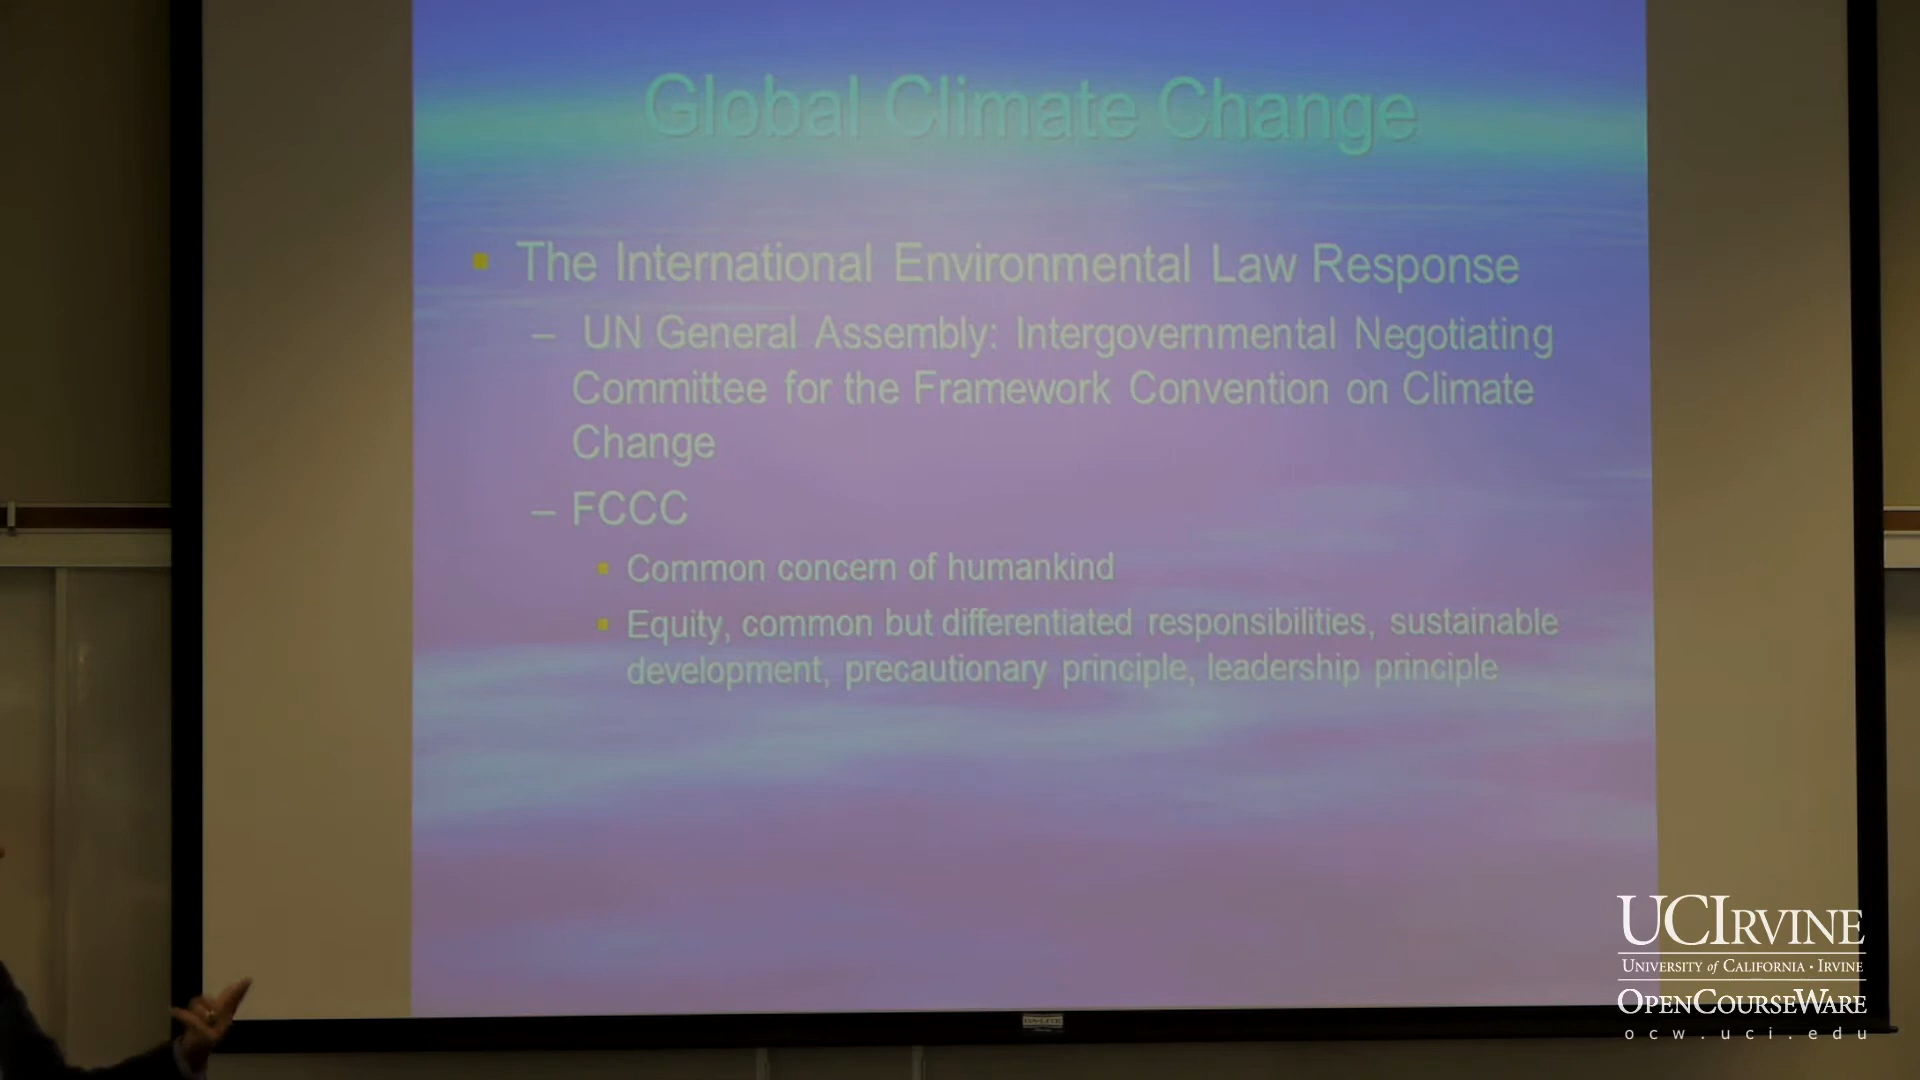 Global Climate Change
The International Environmental Law Response
– UN General Assembly: Intergovernmental Negotiating
Committee for the Framework Convention on Climate
Change
– FCCC
Common concern of humankind
Equity, common but differentiated responsibilities, sustainable
development, precautionary principle, leadership principle
UCIRVINE
UNIVERSITY of CALIFORNIA · IRVINE
OPENCOURSEWARE
ocw.uci.edu